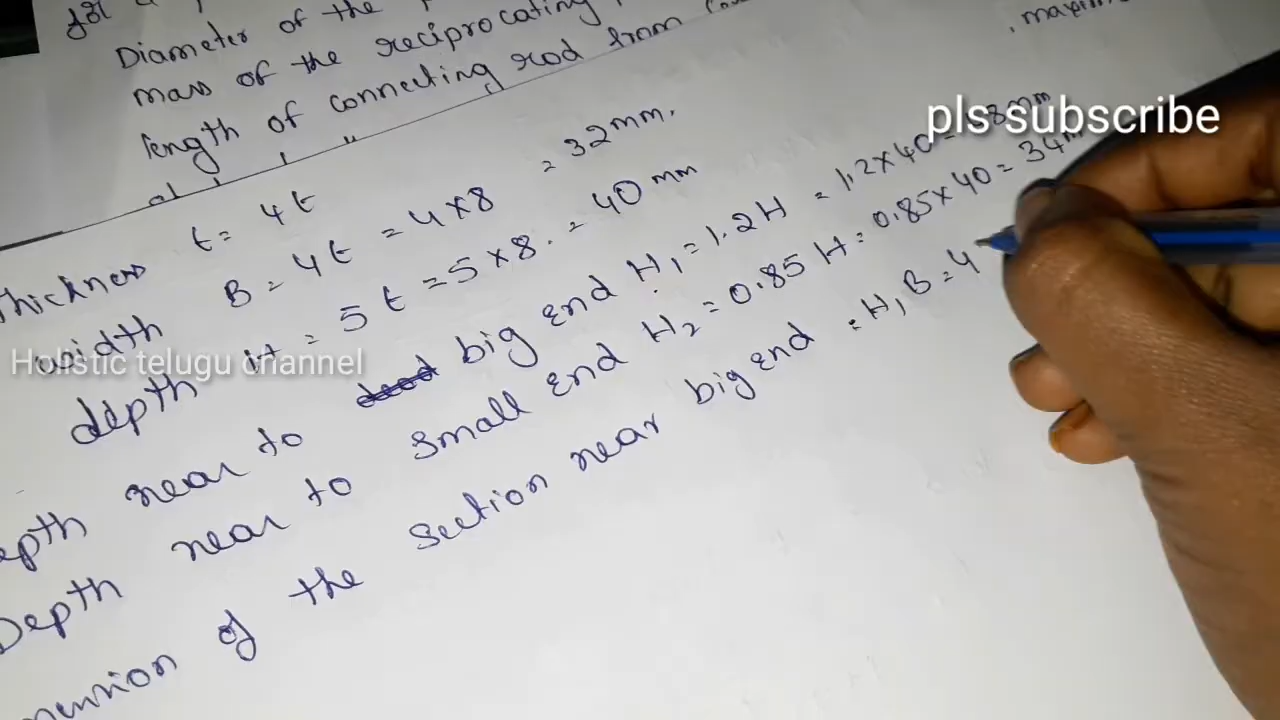 Diameter of the
mass of the reciprocating
length of connecting rod from
pls subscribe
Thickness t = 4t
width B = 4t = 4×8 = 32mm.
depth H = 5t = 5×8. = 40 mm
Depth near to big end H1 = 1.2H = 1.2×40 = 48mm
Depth near to small end H2 = 0.85 H = 0.85×40 = 34m
mension of the section near big end = H, B = 4
Holistic telugu channel